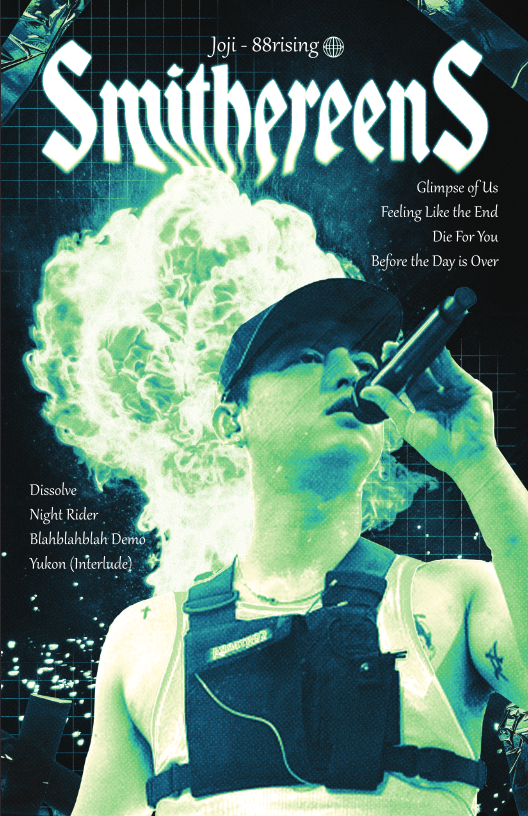 Joji - 88rising
SmithereenS
Glimpse of Us
Feeling Like the End
Die For You
Before the Day is Over
Dissolve
Night Rider
Blahblahblah Demo
Yukon (Interlude)